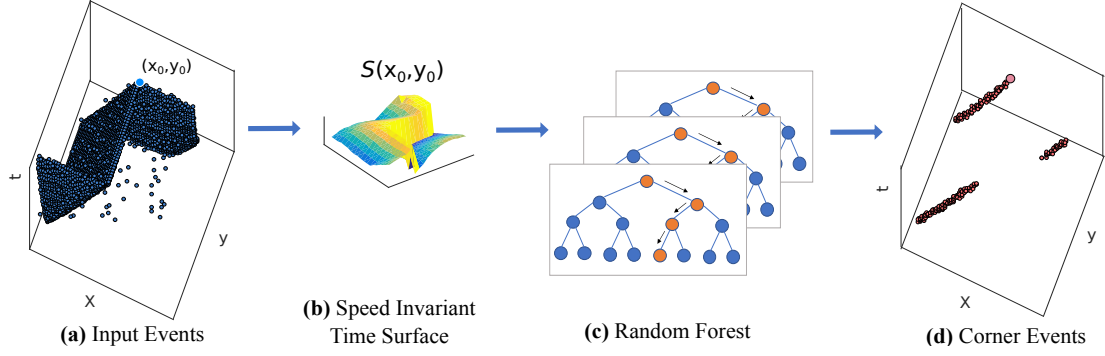 (x₀,y₀)
t
y
X
(a) Input Events
S(x₀,y₀)
(b) Speed Invariant
Time Surface
(c) Random Forest
t
y
X
(d) Corner Events